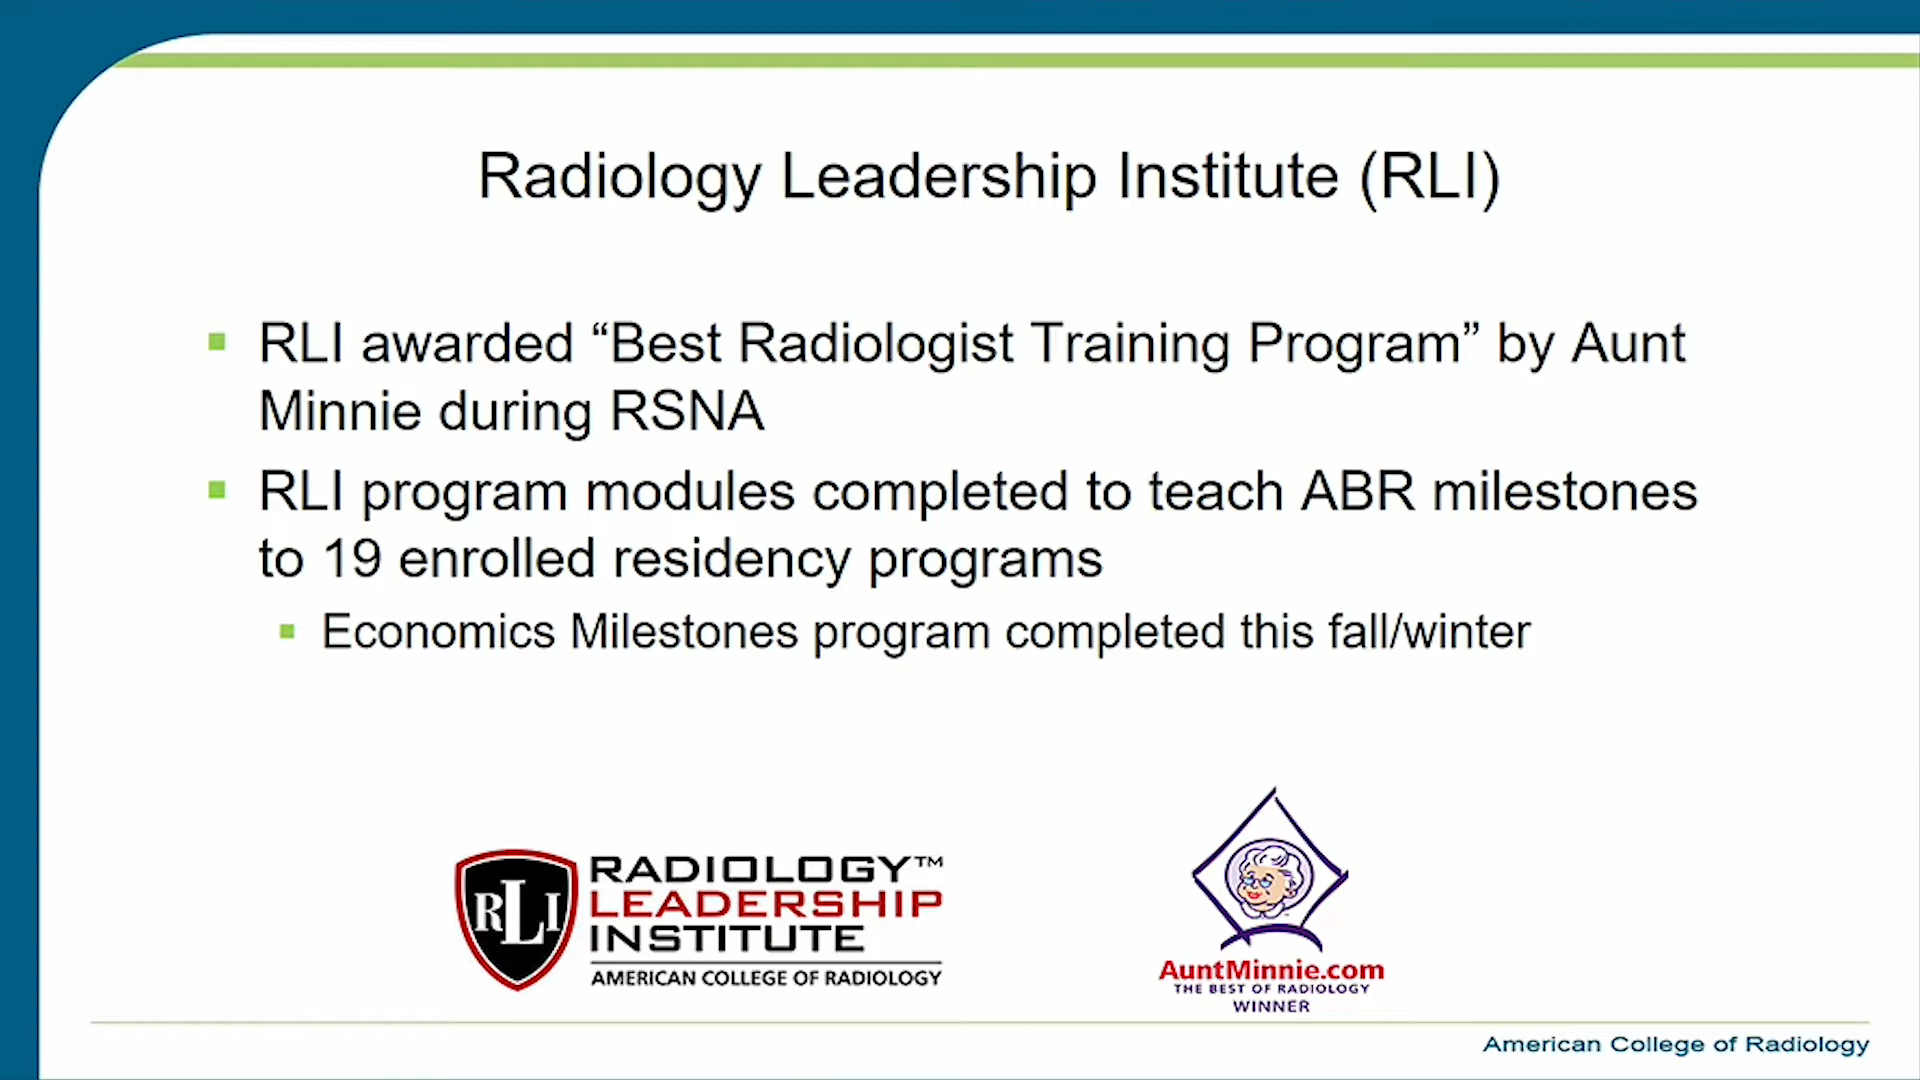 Radiology Leadership Institute (RLI)
RLI awarded “Best Radiologist Training Program” by Aunt
Minnie during RSNA
RLI program modules completed to teach ABR milestones
to 19 enrolled residency programs
Economics Milestones program completed this fall/winter
RLI
RADIOLOGY™
LEADERSHIP
INSTITUTE
AMERICAN COLLEGE OF RADIOLOGY
AuntMinnie.com
THE BEST OF RADIOLOGY
WINNER
American College of Radiology